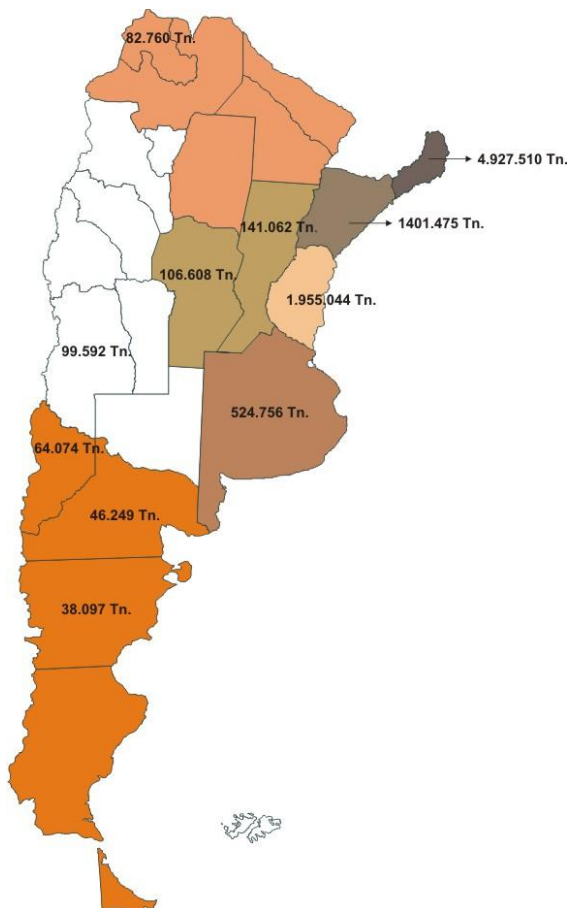 82.760 Tn.
4.927.510 Tn.
1401.475 Tn.
141.062 Tn.
106.608 Tn.
1.955.044 Tn.
99.592 Tn.
524.756 Tn.
64.074 Tn.
46.249 Tn.
38.097 Tn.